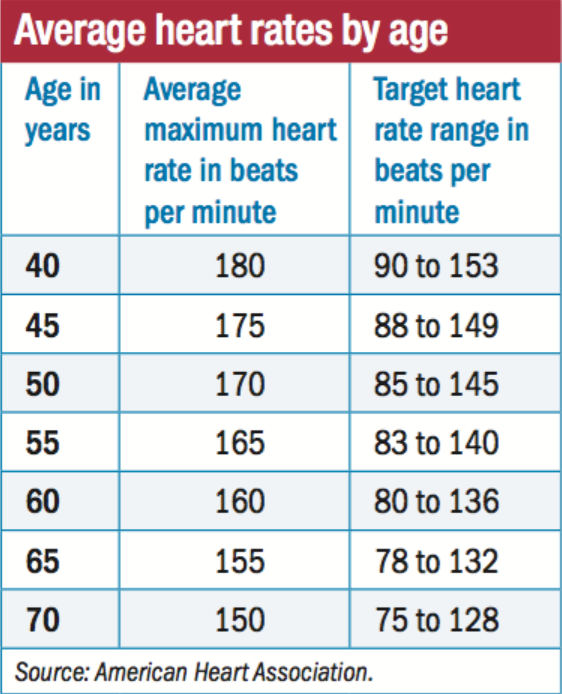 Average heart rates by age
Age in years	Average maximum heart rate in beats per minute	Target heart rate range in beats per minute
40	180	90 to 153
45	175	88 to 149
50	170	85 to 145
55	165	83 to 140
60	160	80 to 136
65	155	78 to 132
70	150	75 to 128
Source: American Heart Association.